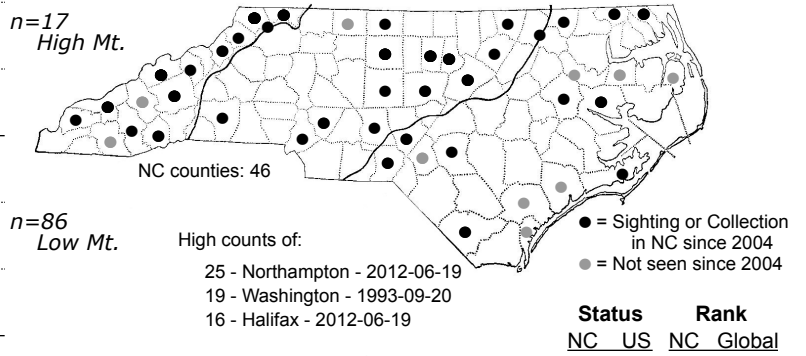 n=17
High Mt.
NC counties: 46
n=86
Low Mt.
High counts of:
25 - Northampton - 2012-06-19
19 - Washington - 1993-09-20
16 - Halifax - 2012-06-19
● = Sighting or Collection
in NC since 2004
● = Not seen since 2004
Status Rank
NC US NC Global